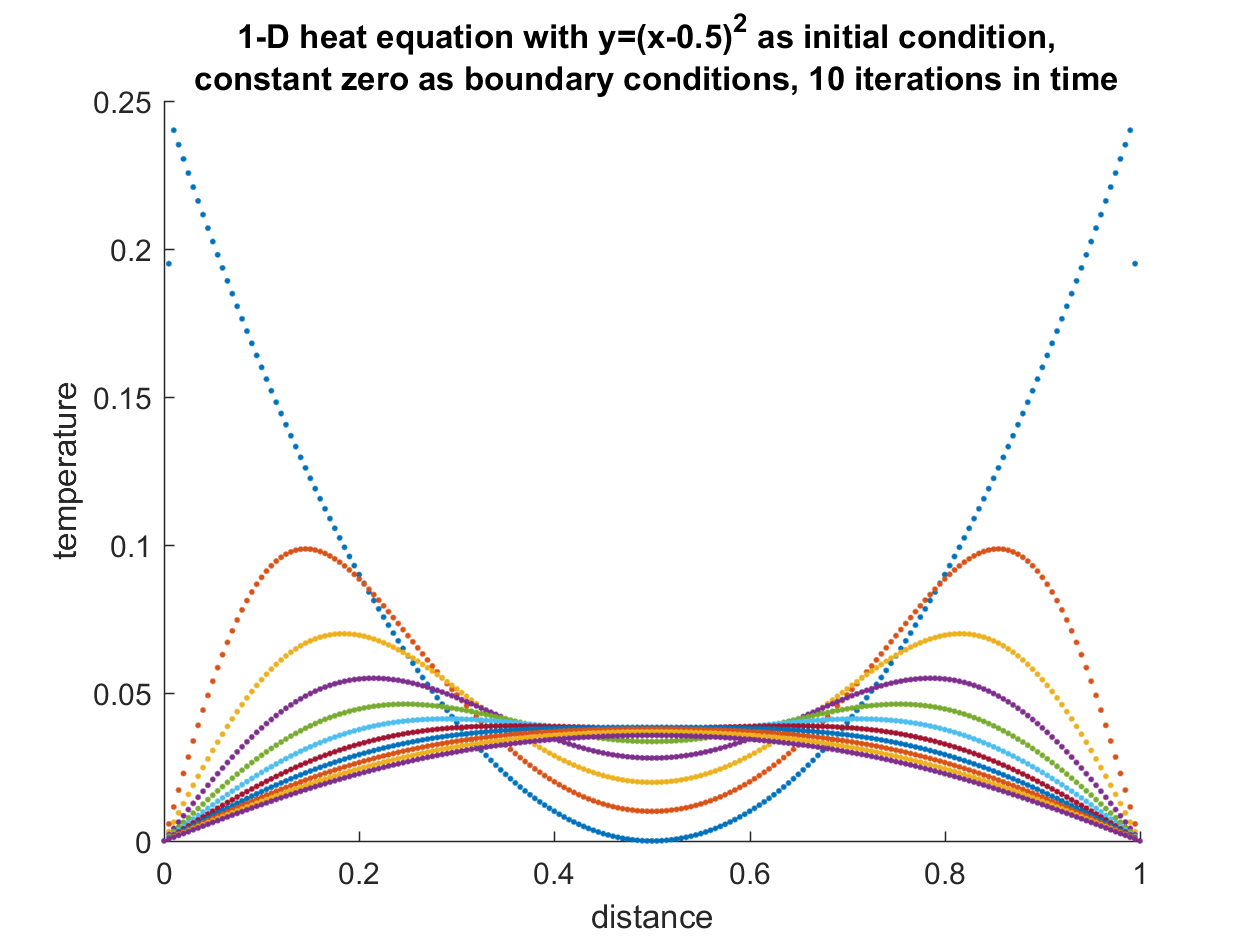 1-D heat equation with y=(x-0.5)² as initial condition,
constant zero as boundary conditions, 10 iterations in time
0.25
0.2
0.15
0.1
0.05
0
temperature
0 0.2 0.4 0.6 0.8 1
distance